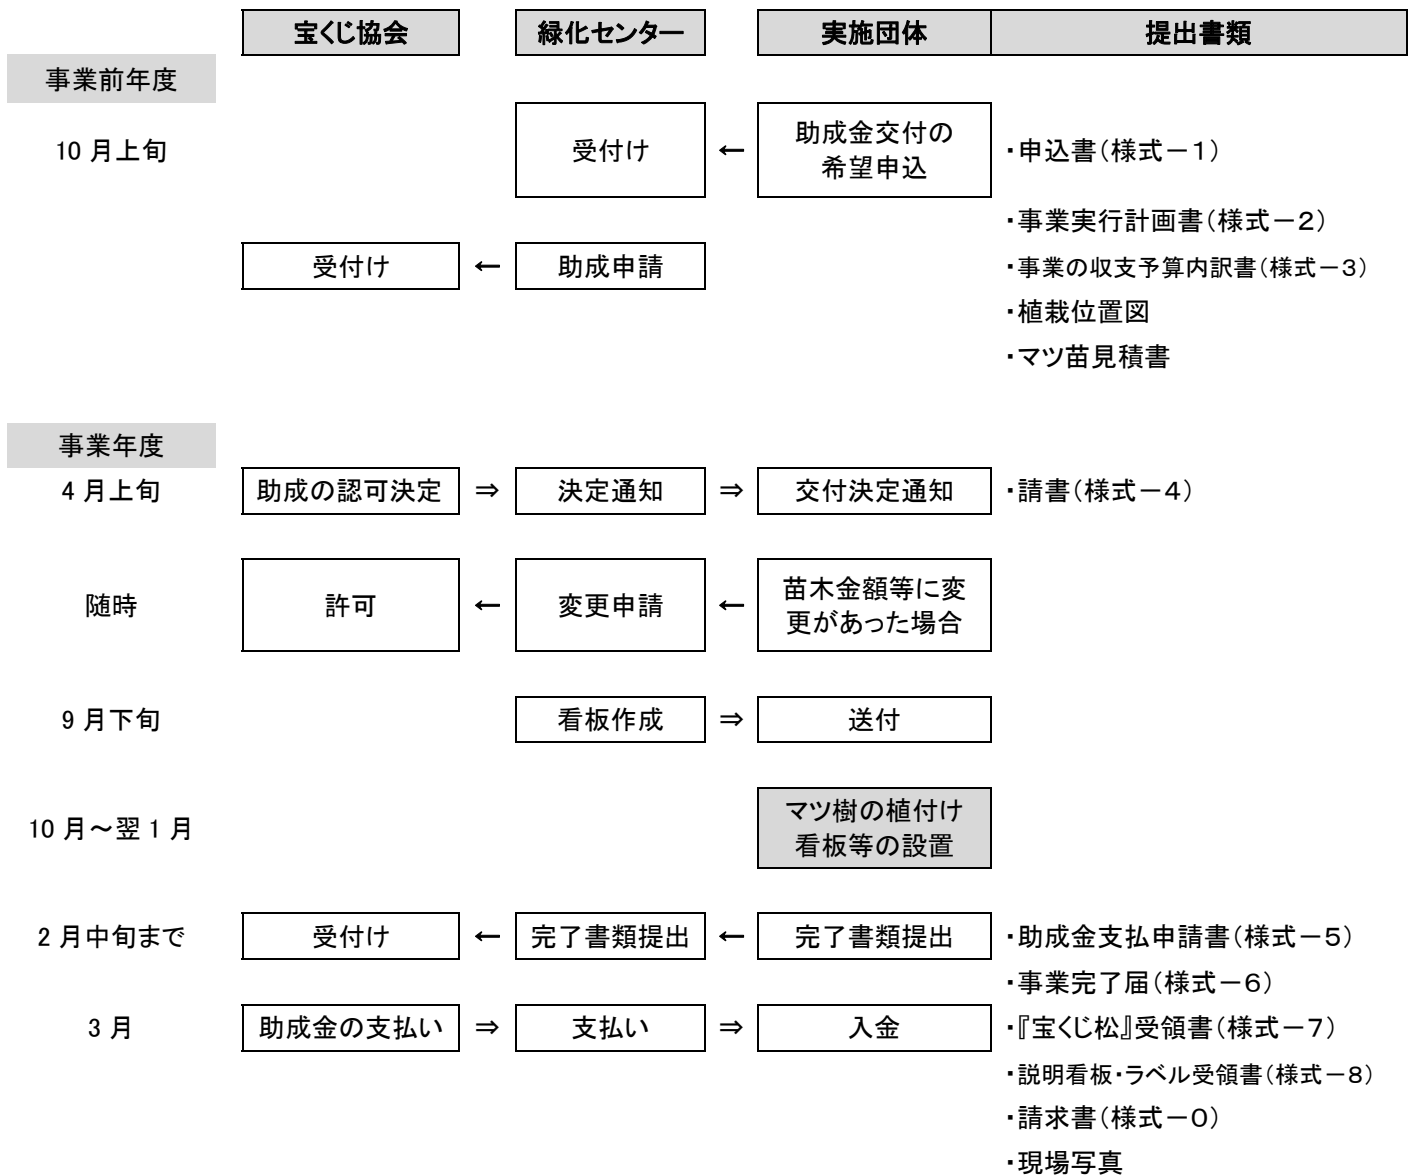 宝くじ協会 緑化センター 実施団体 提出書類
事業前年度
10月上旬 受付け ← 助成金交付の
希望申込 ・申込書(様式－1)
・事業実行計画書(様式－2)
受付け ← 助成申請 ・事業の収支予算内訳書(様式－3)
・植栽位置図
・マツ苗見積書
事業年度
4月上旬 助成の認可決定 ⇒ 決定通知 ⇒ 交付決定通知 ・請書(様式－4)
随時 許可 ← 変更申請 ← 苗木金額等に変
更があった場合
9月下旬 看板作成 ⇒ 送付
10月～翌1月 マツ樹の植付け
看板等の設置
2月中旬まで 受付け ← 完了書類提出 ← 完了書類提出 ・助成金支払申請書(様式－5)
・事業完了届(様式－6)
3月 助成金の支払い ⇒ 支払い ⇒ 入金 ・『宝くじ松』受領書(様式－7)
・説明看板・ラベル受領書(様式－8)
・請求書(様式－0)
・現場写真